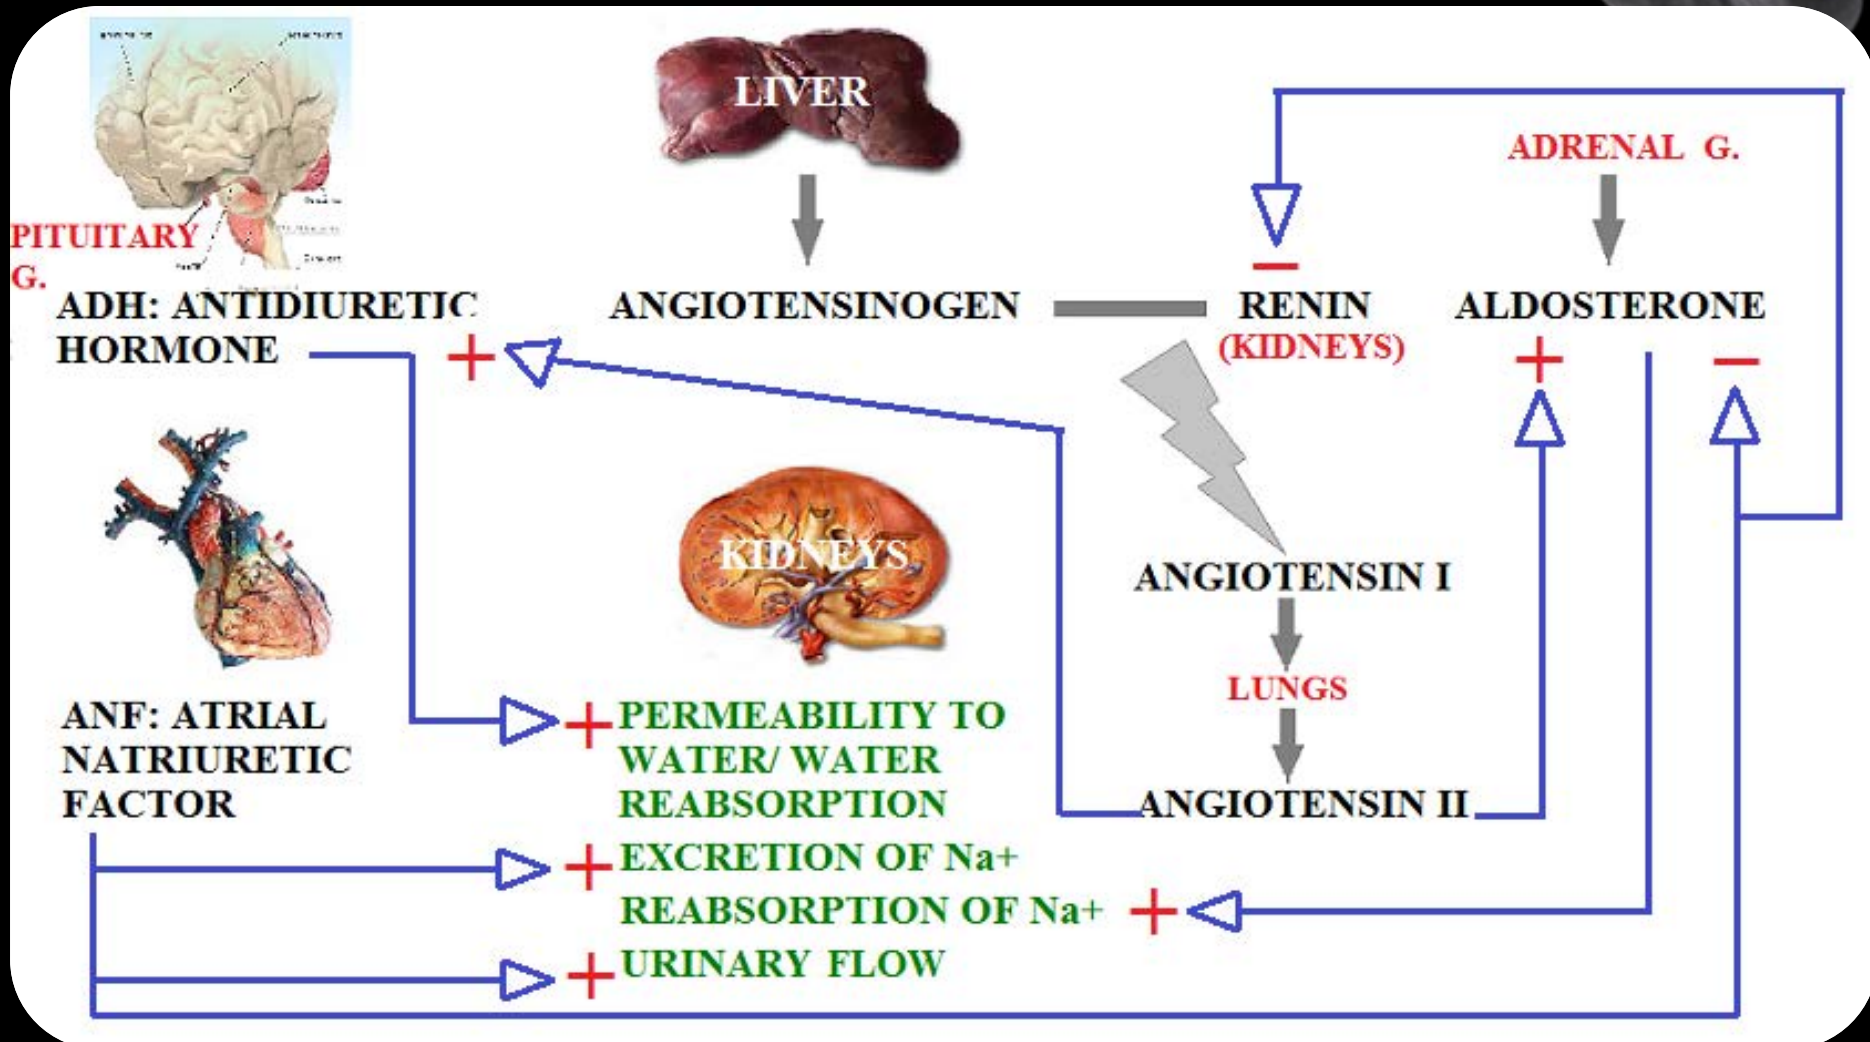 LIVER
ADRENAL G.
PITUITARY
G.
ADH: ANTIDIURETIC
HORMONE
+
ANGIOTENSINOGEN
−
RENIN
(KIDNEYS)
ALDOSTERONE
+ −
KIDNEYS
ANGIOTENSIN I
LUNGS
ANGIOTENSIN II
ANF: ATRIAL
NATRIURETIC
FACTOR
+ PERMEABILITY TO
WATER/ WATER
REABSORPTION
+ EXCRETION OF Na+
REABSORPTION OF Na+ +
+ URINARY FLOW